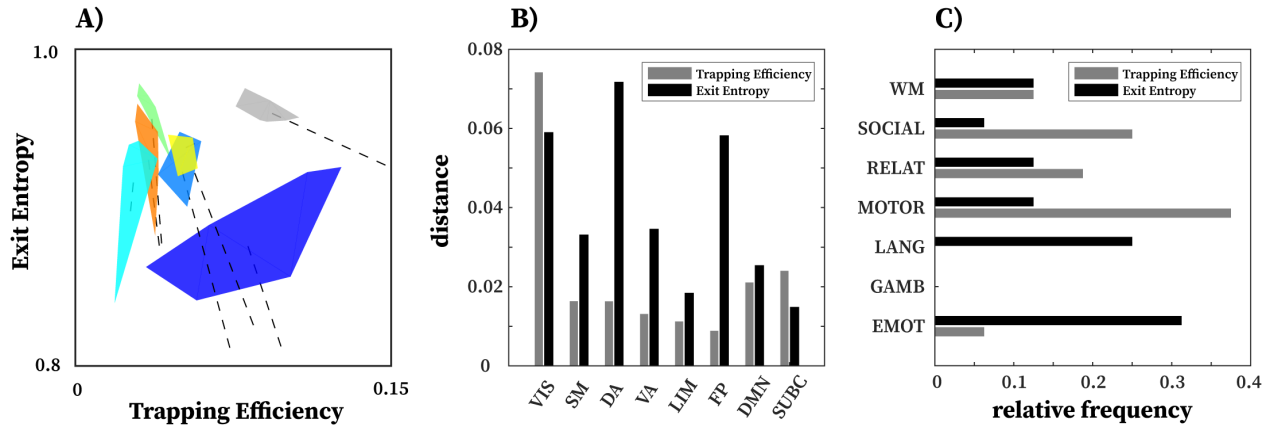 A)
1.0
Exit Entropy
0.8
0
0.15
Trapping Efficiency
B)
0.08
0.06
0.04
0.02
0
distance
Trapping Efficiency
Exit Entropy
VIS
SM
DA
VA
LIM
FP
DMN
SUBC
C)
Trapping Efficiency
Exit Entropy
WM
SOCIAL
RELAT
MOTOR
LANG
GAMB
EMOT
0
0.1
0.2
0.3
0.4
relative frequency